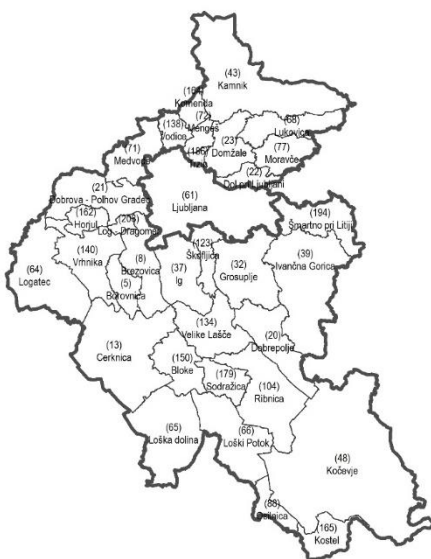 (43)
Kamnik
(164)
Komenda
(72)
Mengeš
(138)
Vodice
(68)
Lukovica
(23)
Domžale
(77)
Moravče
(186)
Trzin
(71)
Medvode
(22)
Dol pri Ljubljani
(21)
Dobrova - Polhov Gradec
(61)
Ljubljana
(162)
Horjul
(208)
Log - Dragomer
(194)
Šmartno pri Litiji
(140)
Vrhnika
(8)
Brezovica
(123)
Škofljica
(37)
Ig
(32)
Grosuplje
(39)
Ivančna Gorica
(64)
Logatec
(5)
Borovnica
(134)
Velike Lašče
(20)
Dobrepolje
(13)
Cerknica
(150)
Bloke
(179)
Sodražica
(104)
Ribnica
(65)
Loška dolina
(66)
Loški Potok
(48)
Kočevje
(88)
Osilnica
(165)
Kostel